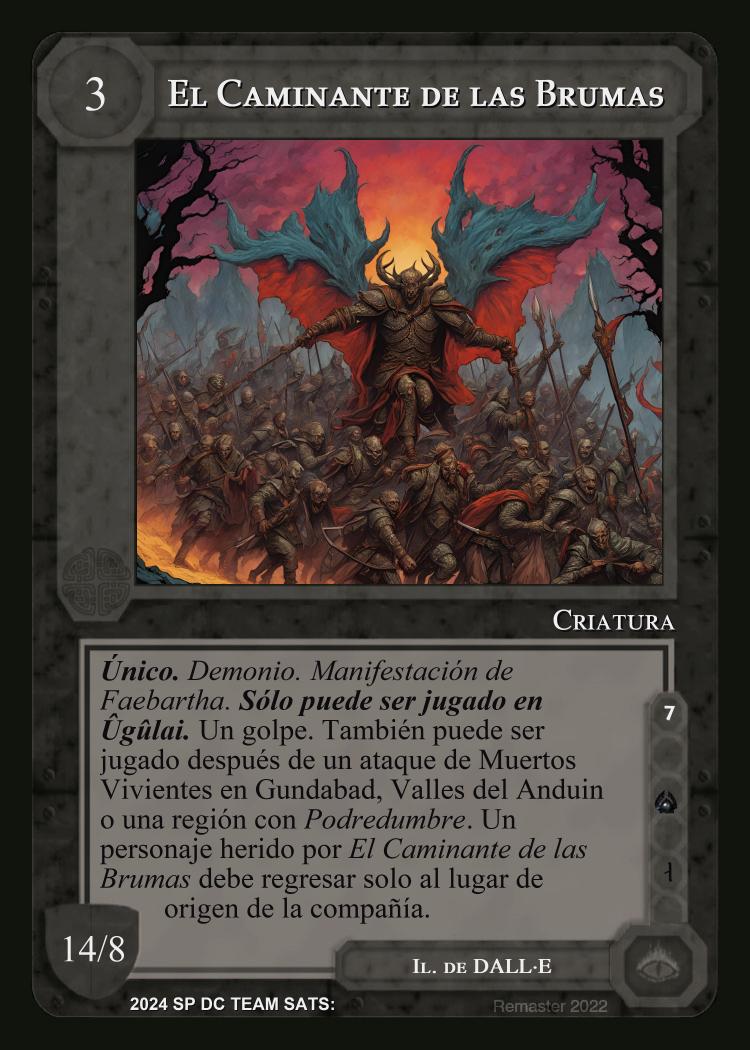 3
El Caminante de las Brumas
Criatura
Único. Demonio. Manifestación de
Faebartha. Sólo puede ser jugado en
Ûgûlai. Un golpe. También puede ser
jugado después de un ataque de Muertos
Vivientes en Gundabad, Valles del Anduin
o una región con Podredumbre. Un
personaje herido por El Caminante de las
Brumas debe regresar solo al lugar de
origen de la compañía.
7
14/8
Il. de DALL·E
2024 SP DC TEAM SATS:
Remaster 2022